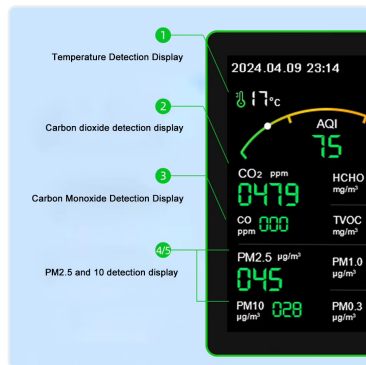 1
Temperature Detection Display
2024.04.09 23:14
17°c
2
Carbon dioxide detection display
AQI
75
CO2 ppm
0479
HCHO
mg/m³
3
Carbon Monoxide Detection Display
CO
ppm 000
TVOC
mg/m³
4/5
PM2.5 and 10 detection display
PM2.5 µg/m³
045
PM1.0
µg/m³
PM10
µg/m³ 028
PM0.3
µg/m³